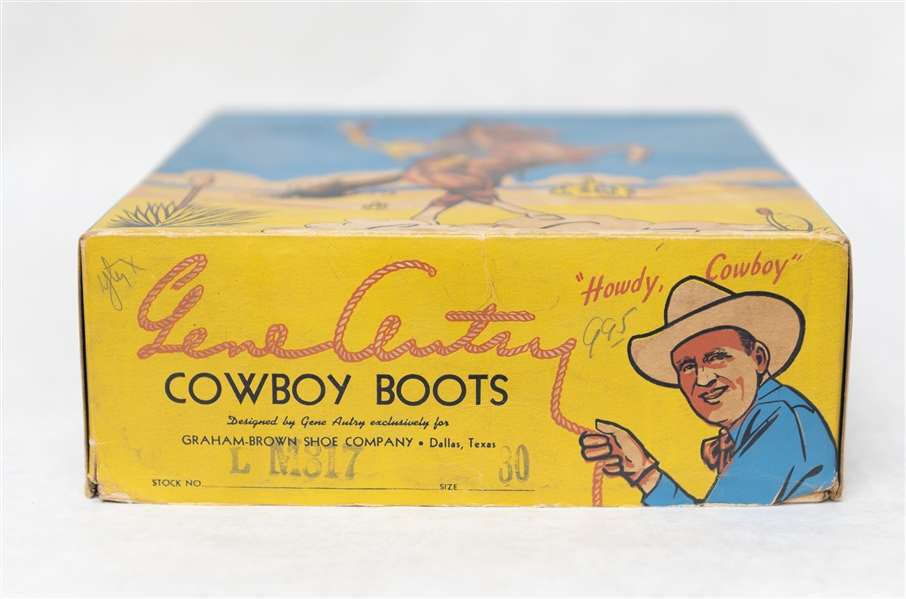 "Howdy, Cowboy"
Gene Autry
995
COWBOY BOOTS
Designed by Gene Autry exclusively for
GRAHAM-BROWN SHOE COMPANY • Dallas, Texas
L M317 30
STOCK NO. SIZE